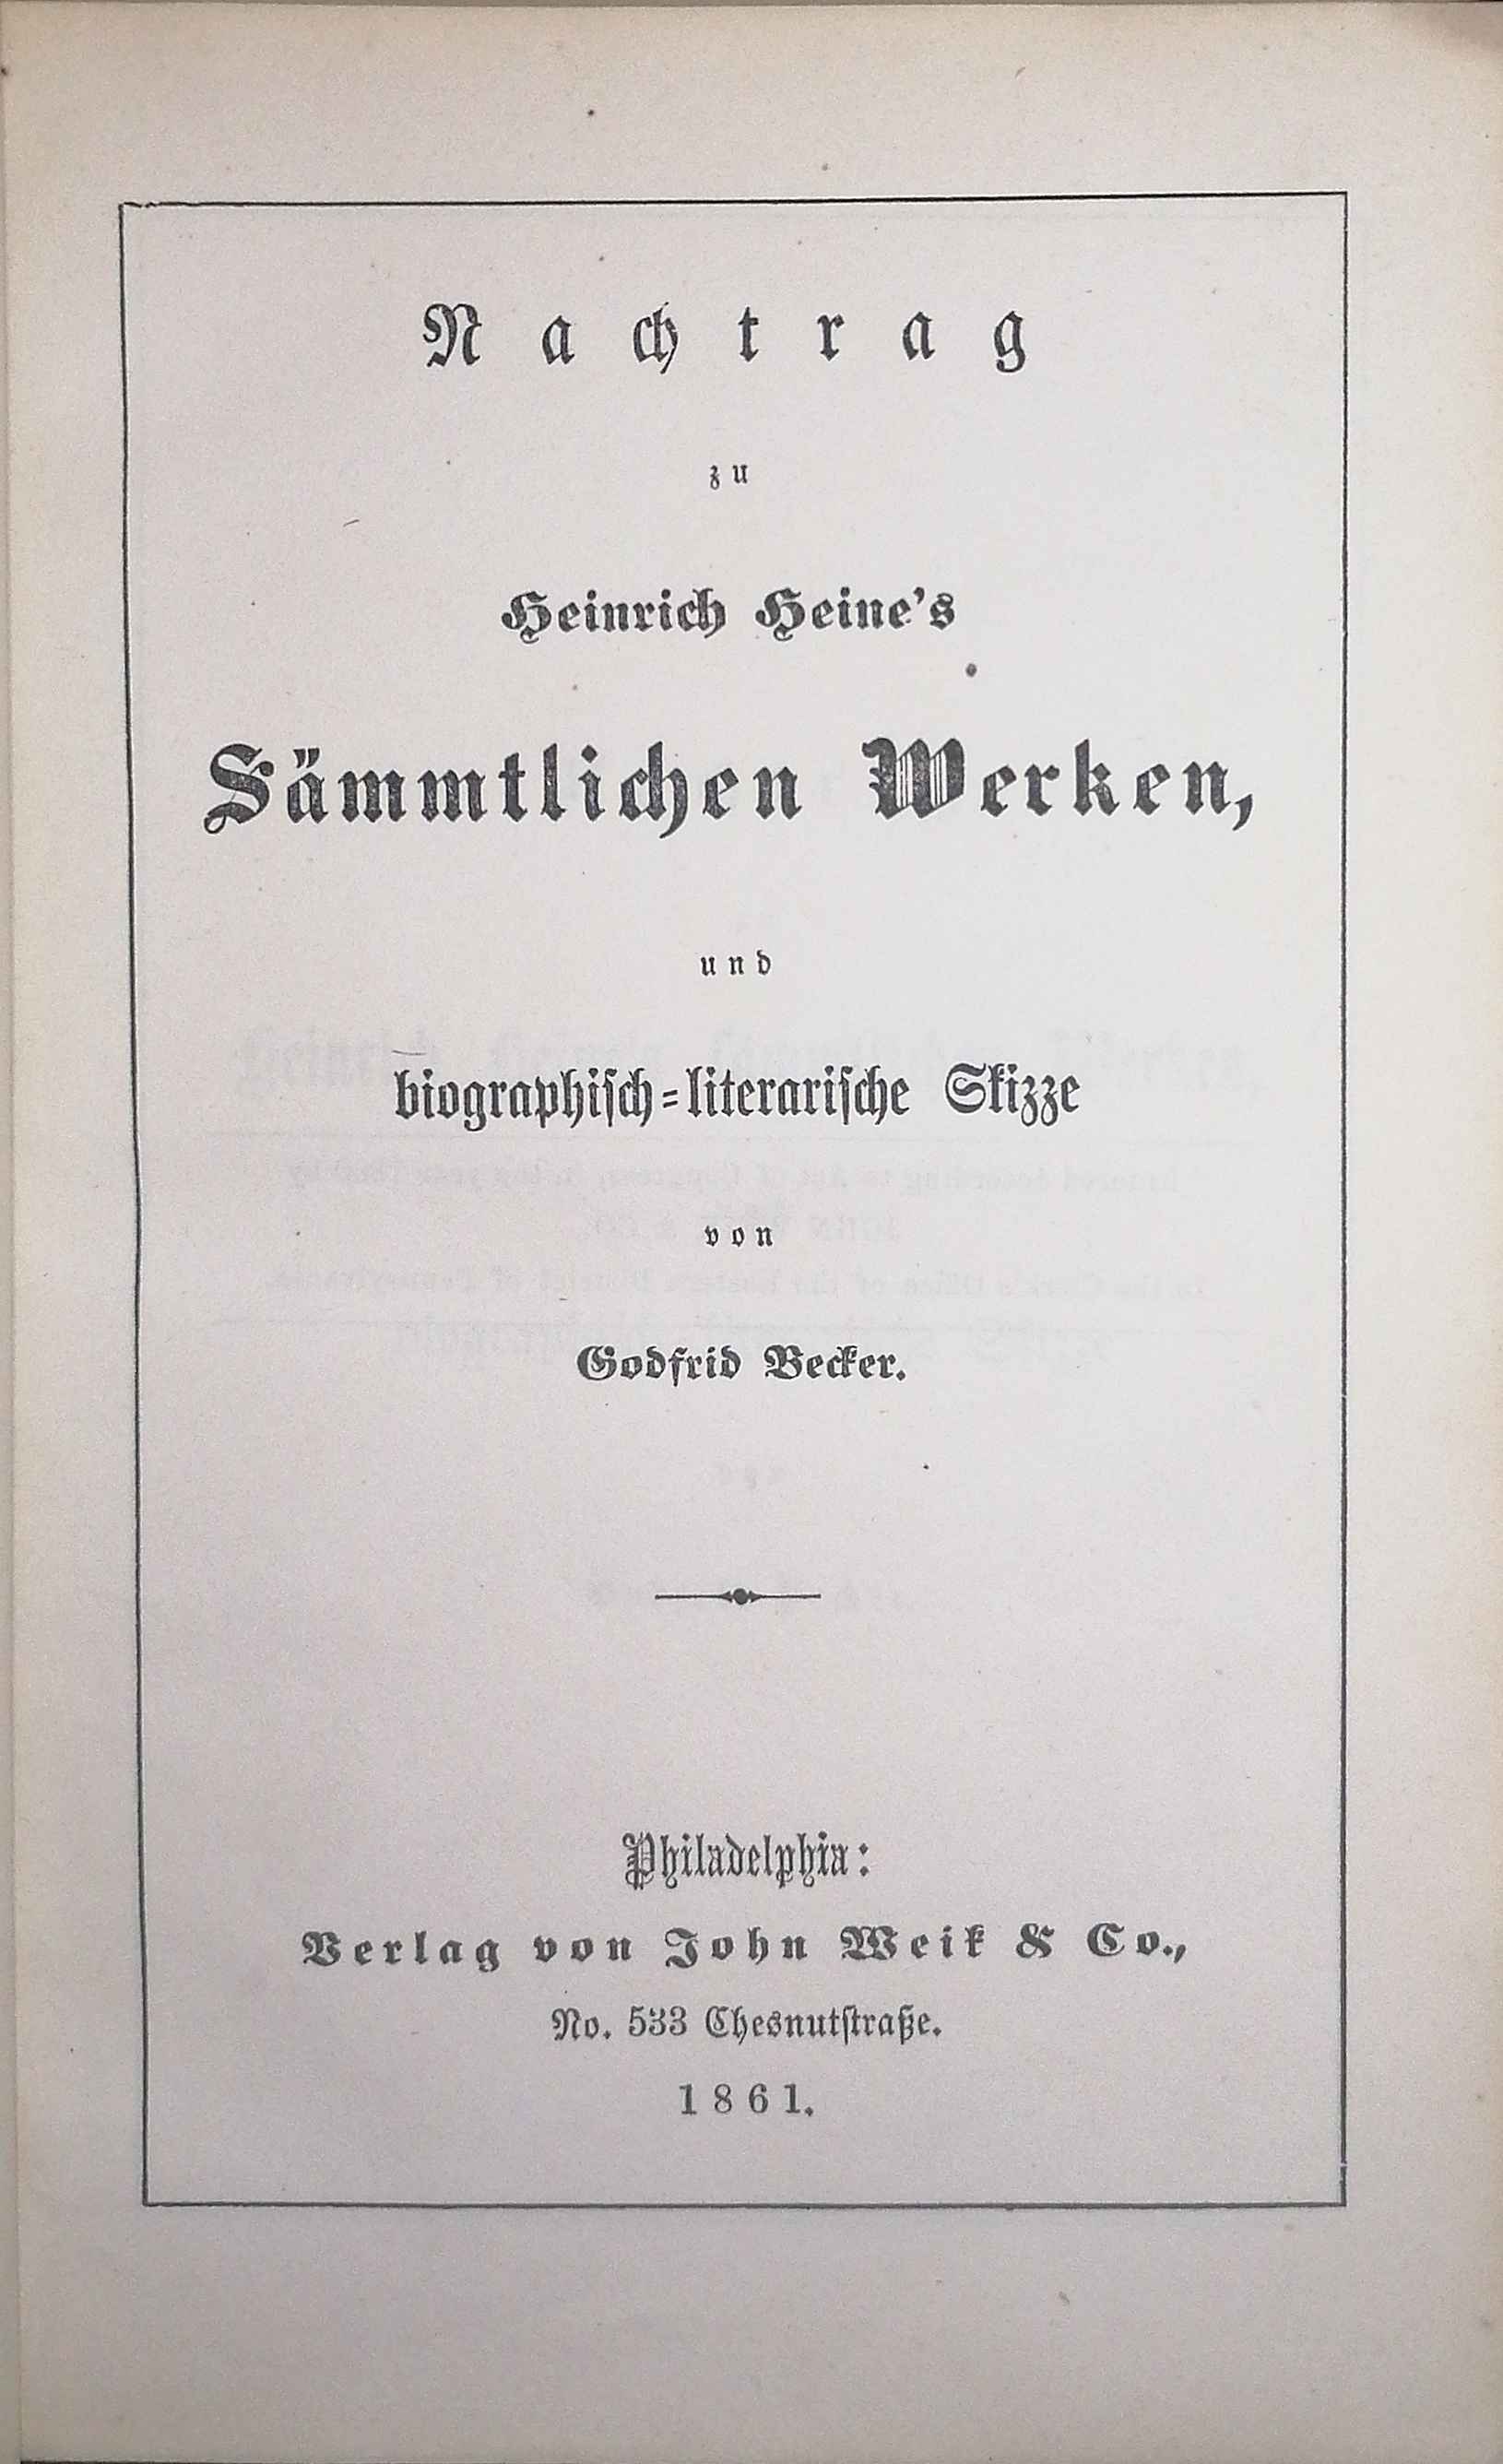 Nachtrag
zu
Heinrich Heine's
Sämmtlichen Werken,
und
biographisch=literarische Skizze
von
Godfrid Becker.
Philadelphia:
Verlag von John Weik & Co.,
No. 533 Chesnutstraße.
1861.